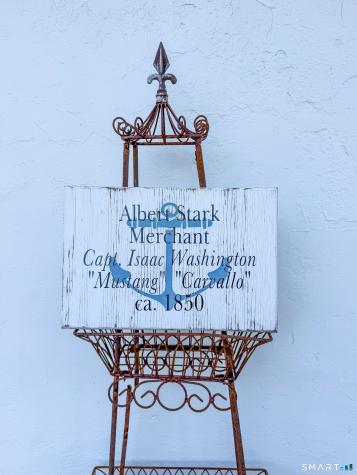 Albert Stark
Merchant
Capt. Isaac Washington
"Mustang" "Carvallo"
ca. 1850
SMART